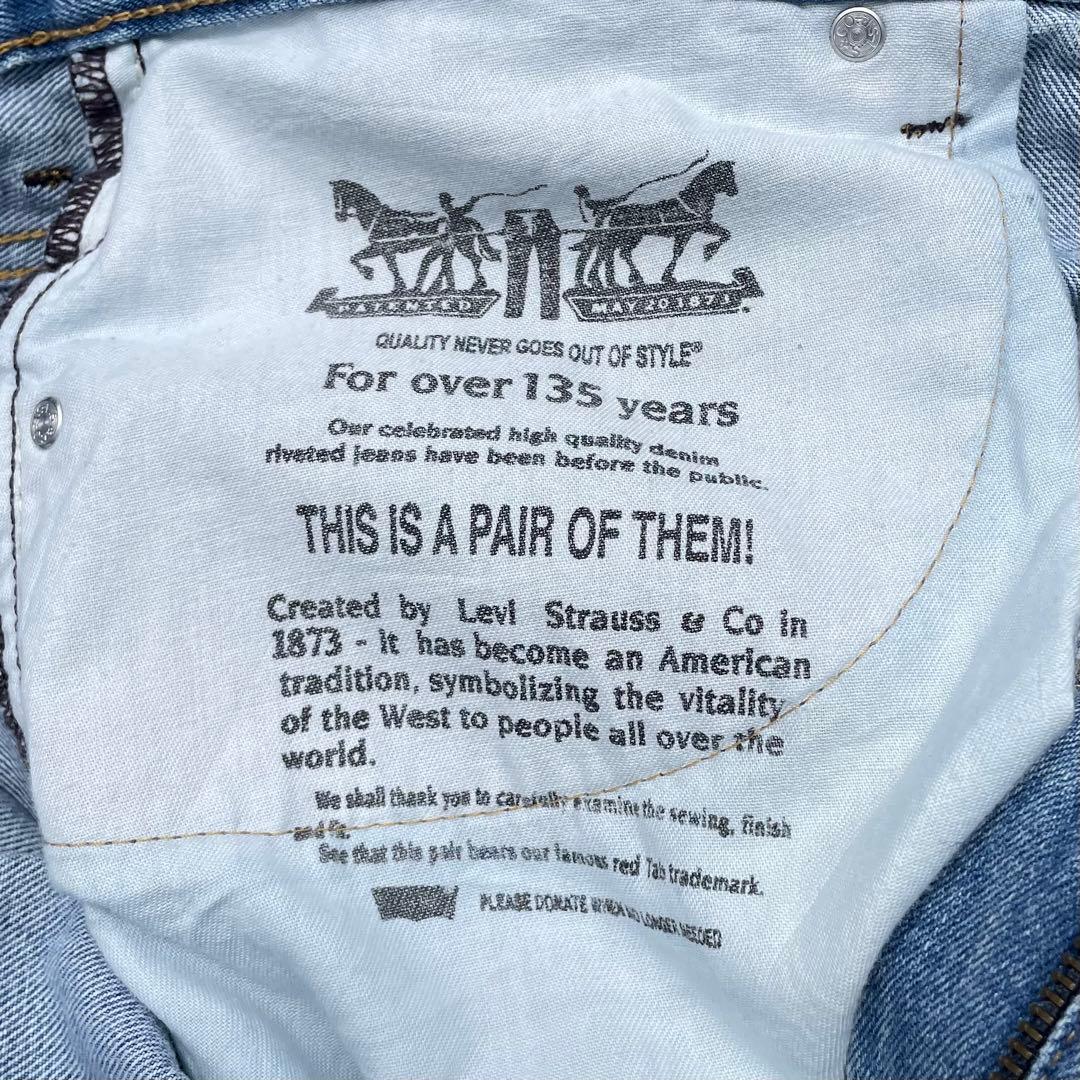 PATENTED MAY 20 1873
QUALITY NEVER GOES OUT OF STYLE®
For over 135 years
Our celebrated high quality denim
riveted jeans have been before the public.
THIS IS A PAIR OF THEM!
Created by Levi Strauss & Co in
1873 - it has become an American
tradition, symbolizing the vitality
of the West to people all over the
world.
We shall thank you to carefully examine the sewing, finish
and fit.
See that this pair bears our famous red Tab trademark.
PLEASE DONATE WHEN NO LONGER NEEDED